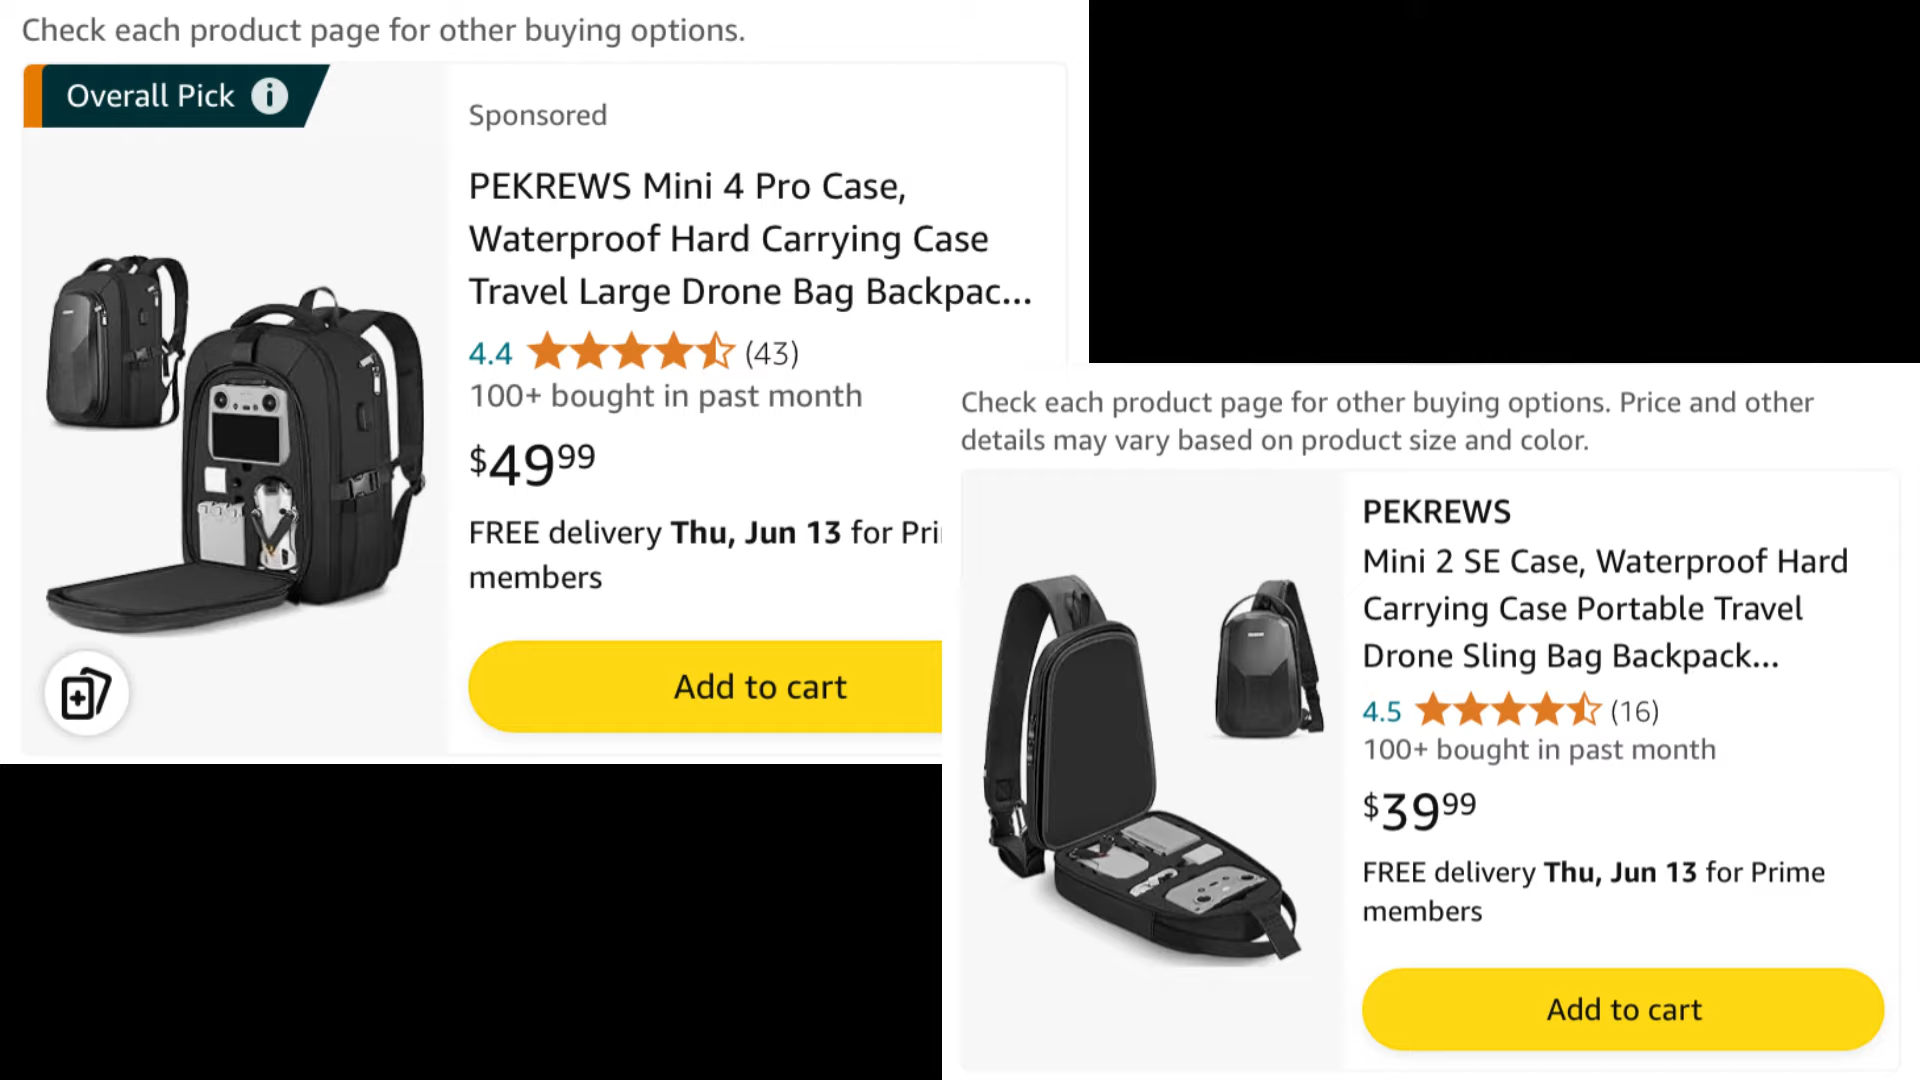 Check each product page for other buying options.
Overall Pick
Sponsored
PEKREWS Mini 4 Pro Case,
Waterproof Hard Carrying Case
Travel Large Drone Bag Backpac...
4.4 (43)
100+ bought in past month
$49.99
FREE delivery Thu, Jun 13 for Pri
members
Add to cart
Check each product page for other buying options. Price and other
details may vary based on product size and color.
PEKREWS
Mini 2 SE Case, Waterproof Hard
Carrying Case Portable Travel
Drone Sling Bag Backpack...
4.5 (16)
100+ bought in past month
$39.99
FREE delivery Thu, Jun 13 for Prime
members
Add to cart